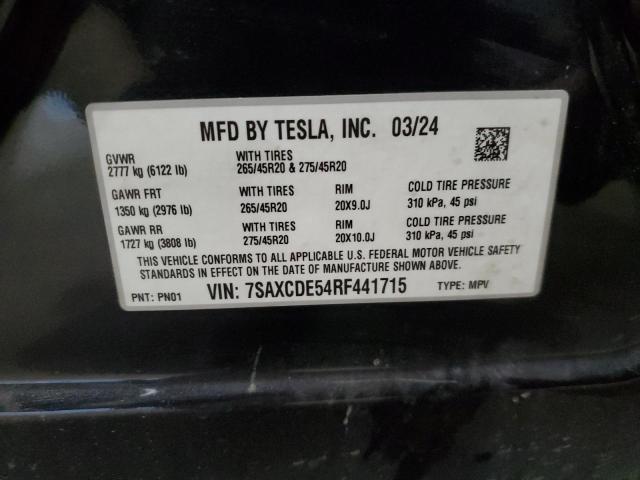 MFD BY TESLA, INC. 03/24
GVWR WITH TIRES
2777 kg (6122 lb) 265/45R20 & 275/45R20
GAWR FRT WITH TIRES RIM COLD TIRE PRESSURE
1350 kg (2976 lb) 265/45R20 20X9.0J 310 kPa, 45 psi
GAWR RR WITH TIRES RIM COLD TIRE PRESSURE
1727 kg (3808 lb) 275/45R20 20X10.0J 310 kPa, 45 psi
THIS VEHICLE CONFORMS TO ALL APPLICABLE U.S. FEDERAL MOTOR VEHICLE SAFETY
STANDARDS IN EFFECT ON THE DATE OF MANUFACTURE SHOWN ABOVE.
PNT: PN01 VIN: 7SAXCDE54RF441715 TYPE: MPV